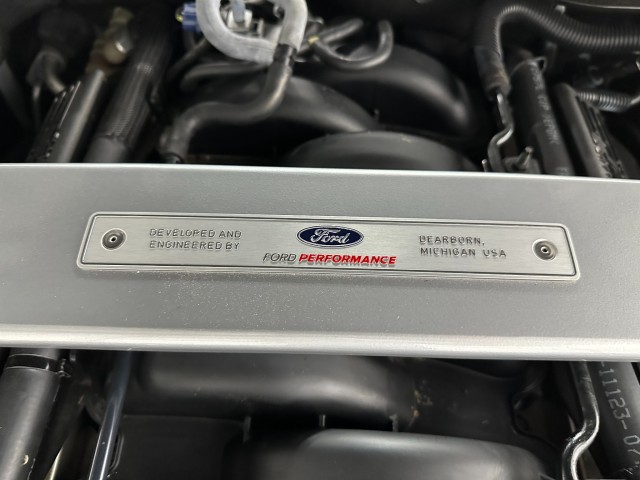 DEVELOPED AND
ENGINEERED BY
Ford
FORD PERFORMANCE
DEARBORN,
MICHIGAN USA